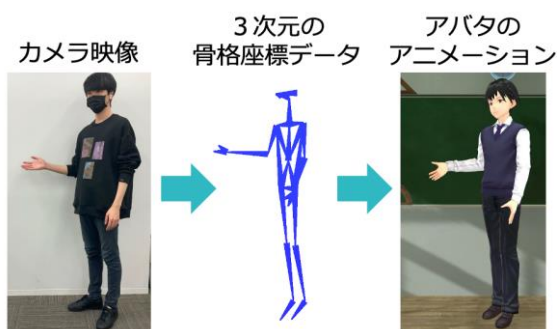 カメラ映像
３次元の
骨格座標データ
アバタの
アニメーション